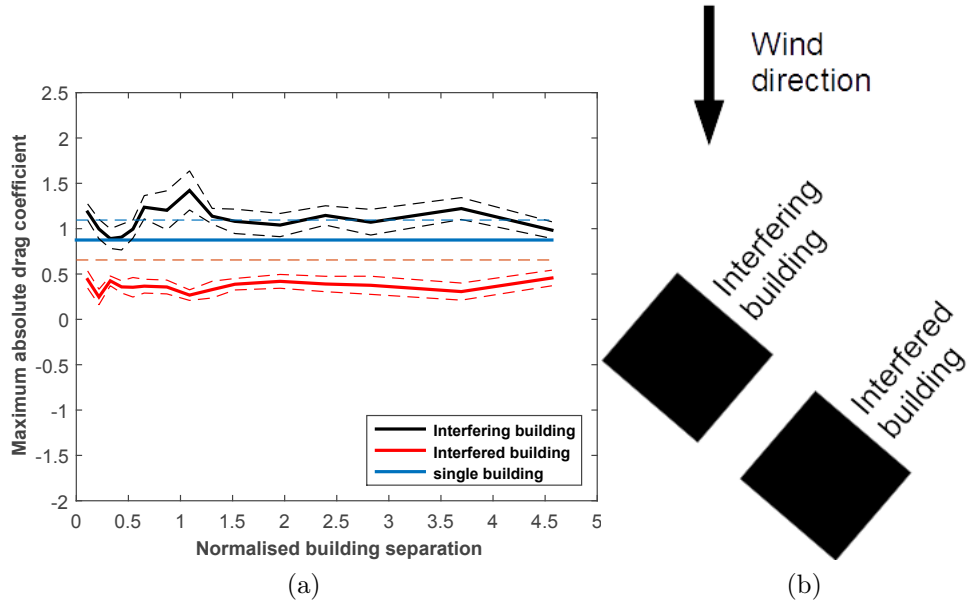 2.5
2
1.5
1
0.5
0
-0.5
-1
-1.5
-2
Maximum absolute drag coefficient
Interfering building
Interfered building
single building
0 0.5 1 1.5 2 2.5 3 3.5 4 4.5 5
Normalised building separation
(a)
Wind
direction
Interfering
building
Interfered
building
(b)